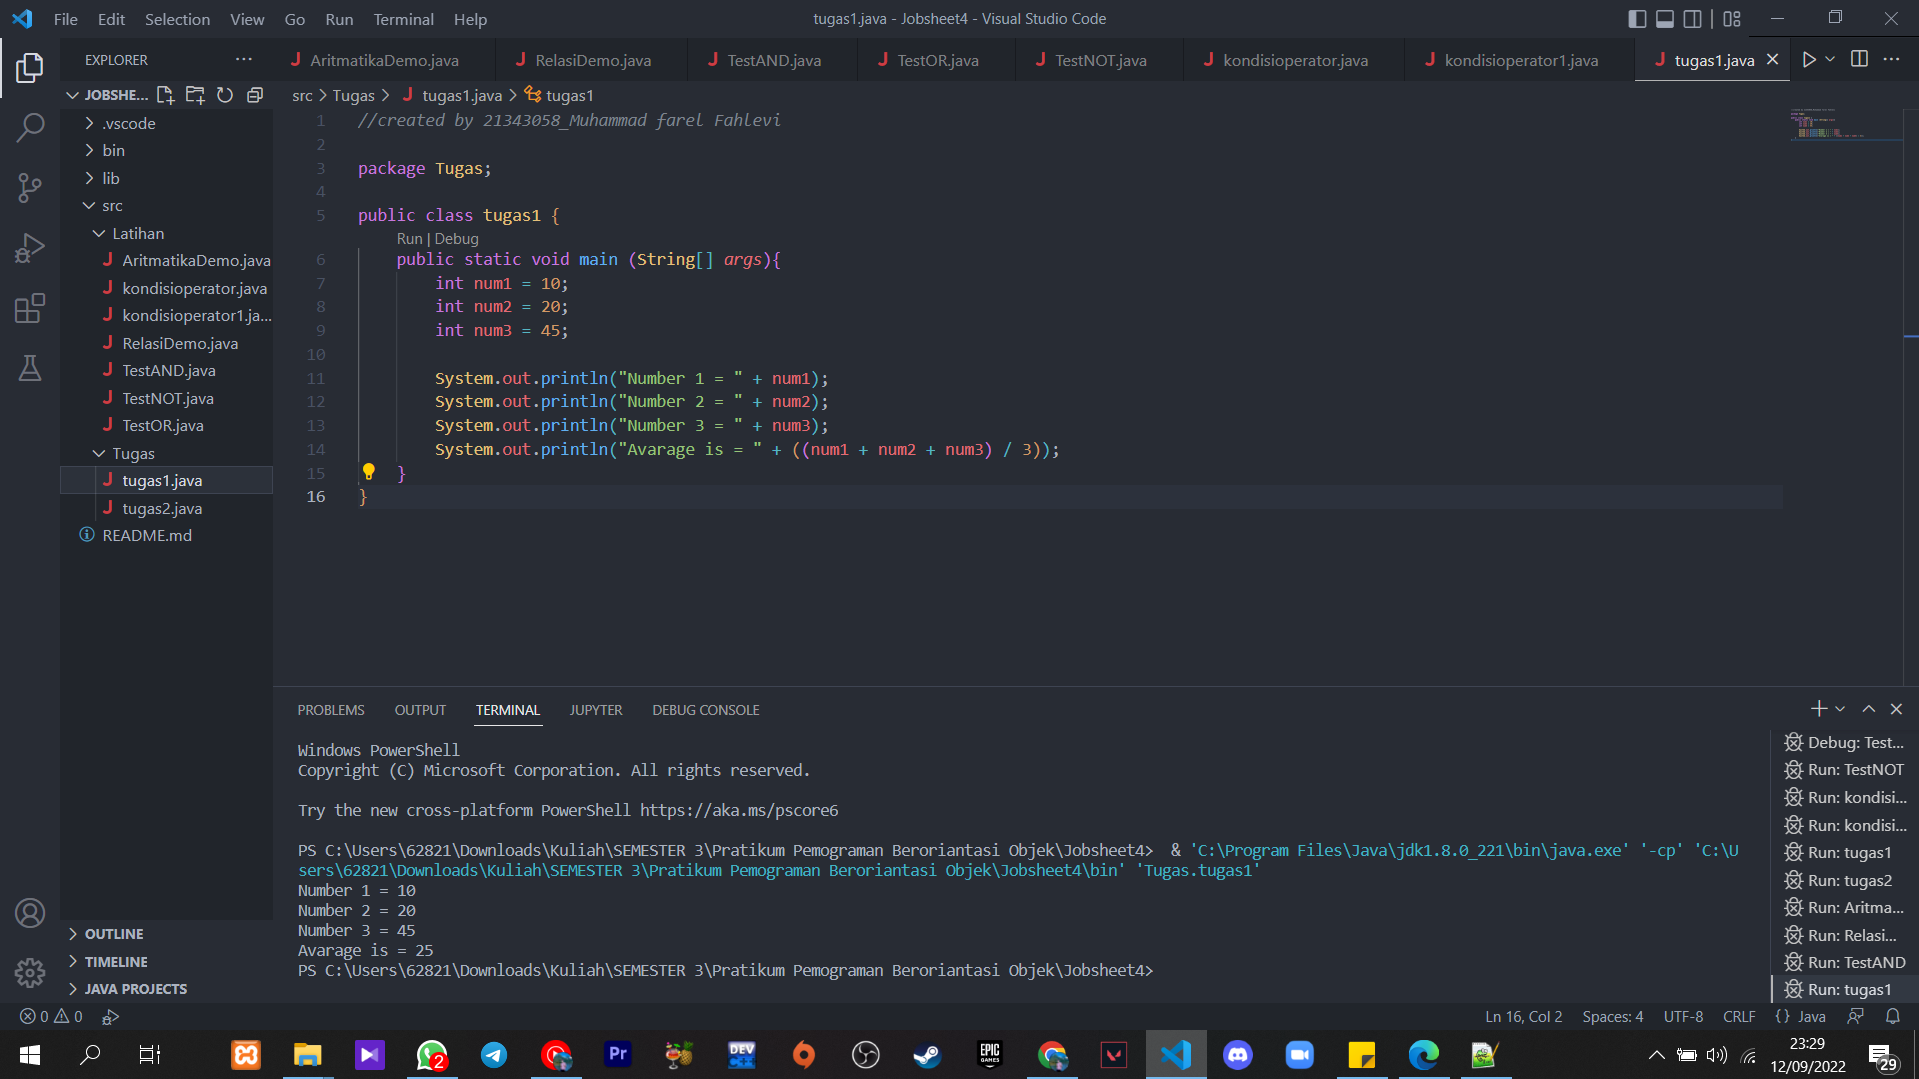 File Edit Selection View Go Run Terminal Help
tugas1.java - Jobsheet4 - Visual Studio Code
EXPLORER
AritmatikaDemo.java RelasiDemo.java TestAND.java TestOR.java TestNOT.java kondisioperator.java kondisioperator1.java tugas1.java
JOBSHE...
src > Tugas > tugas1.java > tugas1
.vscode
bin
lib
src
Latihan
AritmatikaDemo.java
kondisioperator.java
kondisioperator1.ja...
RelasiDemo.java
TestAND.java
TestNOT.java
TestOR.java
Tugas
tugas1.java
tugas2.java
README.md
OUTLINE
TIMELINE
JAVA PROJECTS
1 //created by 21343058_Muhammad farel Fahlevi
2
3 package Tugas;
4
5 public class tugas1 {
Run | Debug
6 public static void main (String[] args){
7 int num1 = 10;
8 int num2 = 20;
9 int num3 = 45;
10
11 System.out.println("Number 1 = " + num1);
12 System.out.println("Number 2 = " + num2);
13 System.out.println("Number 3 = " + num3);
14 System.out.println("Avarage is = " + ((num1 + num2 + num3) / 3));
15 }
16 }
PROBLEMS OUTPUT TERMINAL JUPYTER DEBUG CONSOLE
Windows PowerShell
Copyright (C) Microsoft Corporation. All rights reserved.
Try the new cross-platform PowerShell https://aka.ms/pscore6
PS C:\Users\62821\Downloads\Kuliah\SEMESTER 3\Pratikum Pemograman Beroriantasi Objek\Jobsheet4> & 'C:\Program Files\Java\jdk1.8.0_221\bin\java.exe' '-cp' 'C:\U
sers\62821\Downloads\Kuliah\SEMESTER 3\Pratikum Pemograman Beroriantasi Objek\Jobsheet4\bin' 'Tugas.tugas1'
Number 1 = 10
Number 2 = 20
Number 3 = 45
Avarage is = 25
PS C:\Users\62821\Downloads\Kuliah\SEMESTER 3\Pratikum Pemograman Beroriantasi Objek\Jobsheet4>
Debug: Test...
Run: TestNOT
Run: kondisi...
Run: kondisi...
Run: tugas1
Run: tugas2
Run: Aritma...
Run: Relasi...
Run: TestAND
Run: tugas1
0 0
Ln 16, Col 2 Spaces: 4 UTF-8 CRLF {} Java
2 Pr DEV C++ EPIC GAMES
23:29
12/09/2022
29